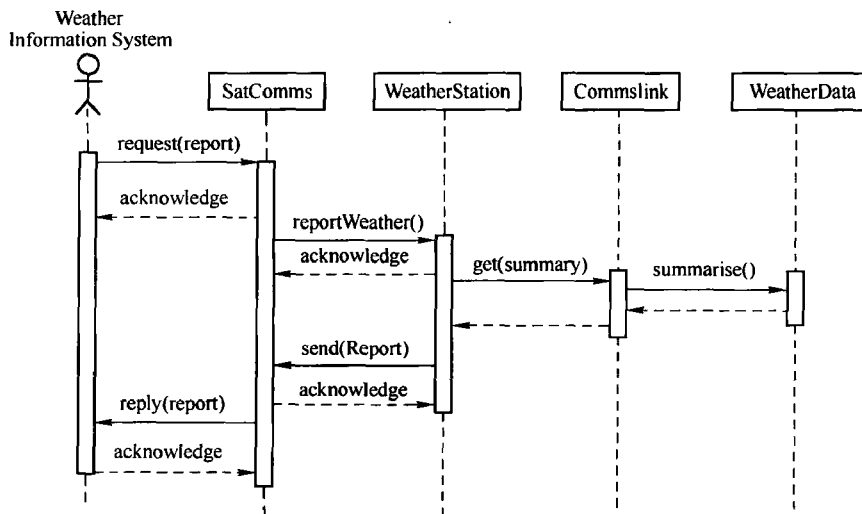 Weather
Information System
SatComms
WeatherStation
Commslink
WeatherData
request(report)
acknowledge
reportWeather()
acknowledge
get(summary)
summarise()
send(Report)
acknowledge
reply(report)
acknowledge